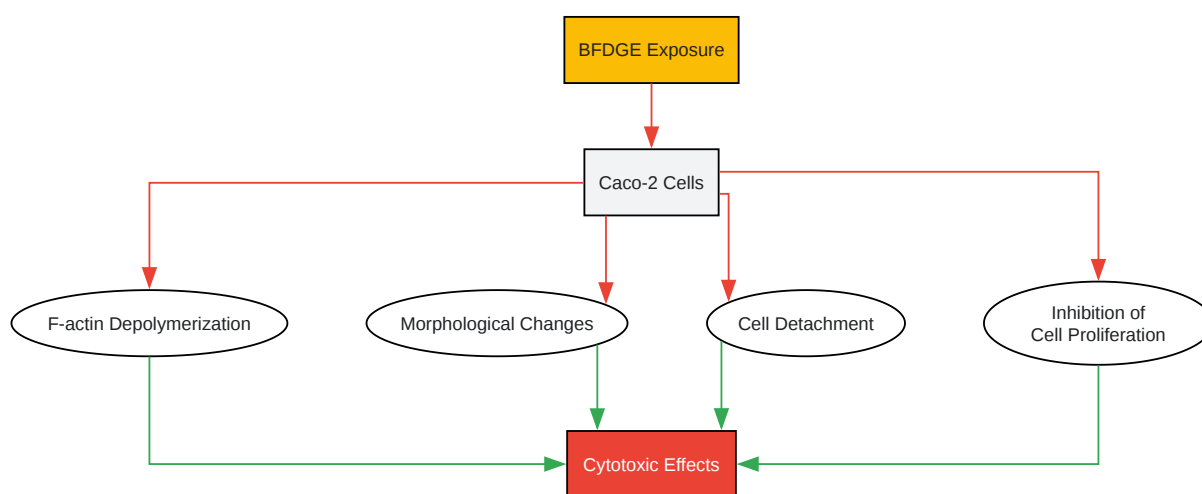 BFDGE Exposure
Caco-2 Cells
F-actin Depolymerization
Morphological Changes
Cell Detachment
Inhibition of
Cell Proliferation
Cytotoxic Effects